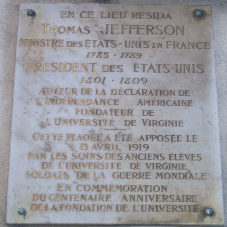 EN CE LIEU RESIDA
THOMAS JEFFERSON
MINISTRE DES ETATS-UNIS EN FRANCE
1785-1789
PRESIDENT DES ETATS-UNIS
1801-1809
AUTEUR DE LA DÉCLARATION DE
L'INDÉPENDANCE AMÉRICAINE
FONDATEUR DE
L'UNIVERSITÉ DE VIRGINIE
CETTE PLAQUE A ÉTÉ APPOSÉE LE
13 AVRIL 1919
PAR LES SOINS DES ANCIENS ÉLÈVES
DE L'UNIVERSITÉ DE VIRGINIE
SOLDATS DE LA GUERRE MONDIALE
EN COMMÉMORATION
DU CENTENAIRE ANNIVERSAIRE
DE LA FONDATION DE L'UNIVERSITÉ